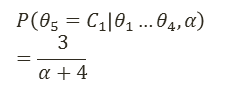 P(θ₅ = C₁|θ₁ … θ₄, α)
= 3 / (α + 4)